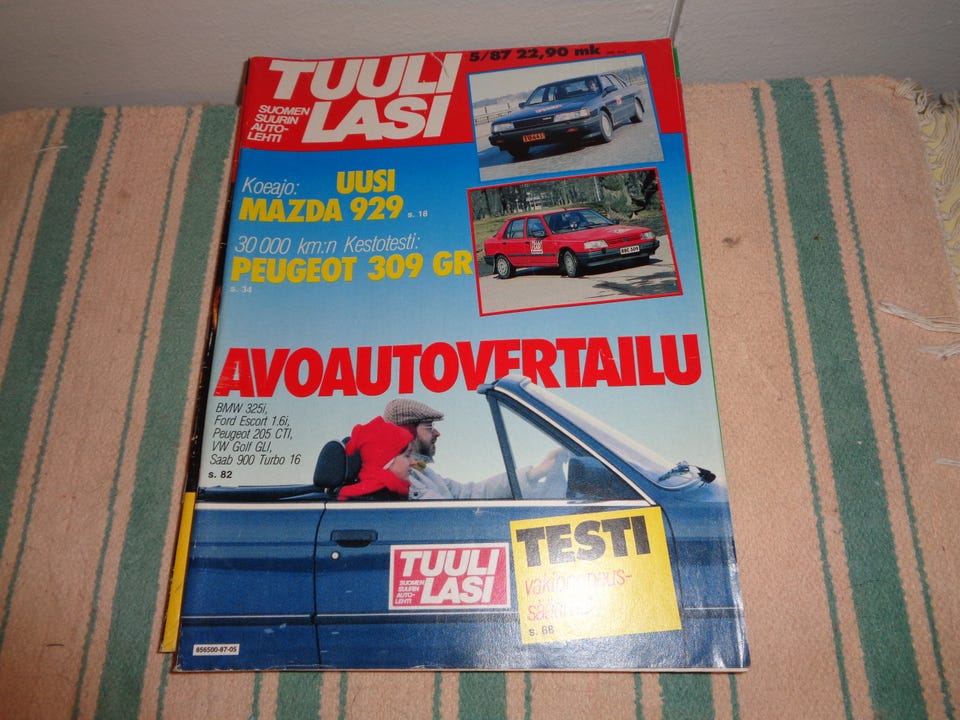 TUULI
LASI
SUOMEN
SUURIN
AUTO-
LEHTI
5/87 22,90 mk
Koeajo: UUSI
MAZDA 929 s. 18
30 000 km:n Kestotesti:
PEUGEOT 309 GR
s. 34
AVOAUTOVERTAILU
BMW 325i,
Ford Escort 1.6i,
Peugeot 205 CTI,
VW Golf GLI,
Saab 900 Turbo 16
s. 82
TUULI
LASI
SUOMEN
SUURIN
AUTO-
LEHTI
TESTI
s. 68
856500-87-05